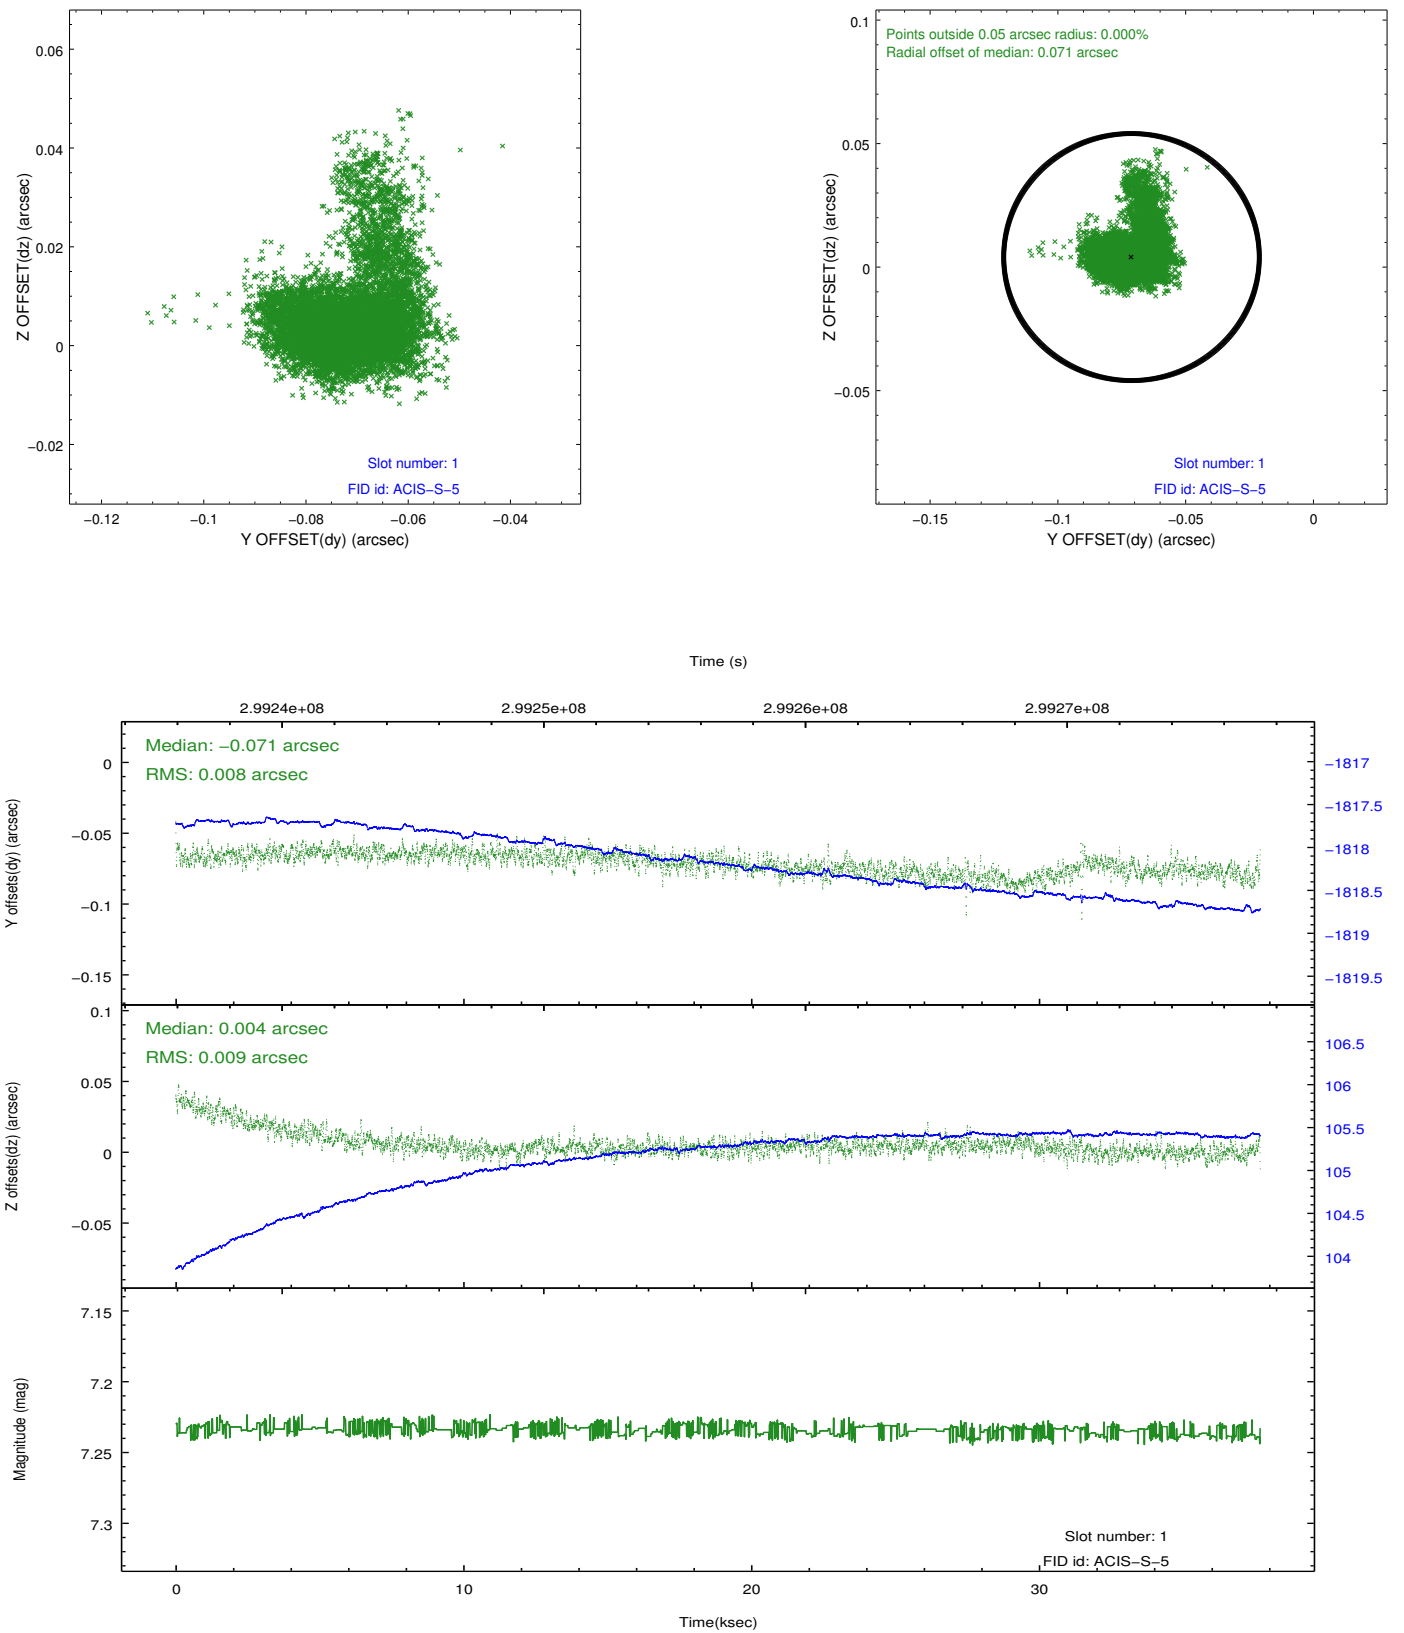 0.06
0.04
0.02
0
−0.02
Z OFFSET(dz) (arcsec)
−0.12
−0.1
−0.08
−0.06
−0.04
Y OFFSET(dy) (arcsec)
Slot number: 1
FID id: ACIS−S−5
Points outside 0.05 arcsec radius: 0.000%
Radial offset of median: 0.071 arcsec
0.1
0.05
0
−0.05
Z OFFSET(dz) (arcsec)
Slot number: 1
FID id: ACIS−S−5
−0.15
−0.1
−0.05
0
Y OFFSET(dy) (arcsec)
Time (s)
2.9924e+08
2.9925e+08
2.9926e+08
2.9927e+08
Median: −0.071 arcsec
RMS: 0.008 arcsec
0
−0.05
−0.1
−0.15
Y offsets(dy) (arcsec)
−1817
−1817.5
−1818
−1818.5
−1819
−1819.5
Median: 0.004 arcsec
RMS: 0.009 arcsec
0.1
0.05
0
−0.05
Z offsets(dz) (arcsec)
106.5
106
105.5
105
104.5
104
7.15
7.2
7.25
7.3
Magnitude (mag)
Slot number: 1
FID id: ACIS−S−5
0
10
20
30
Time(ksec)